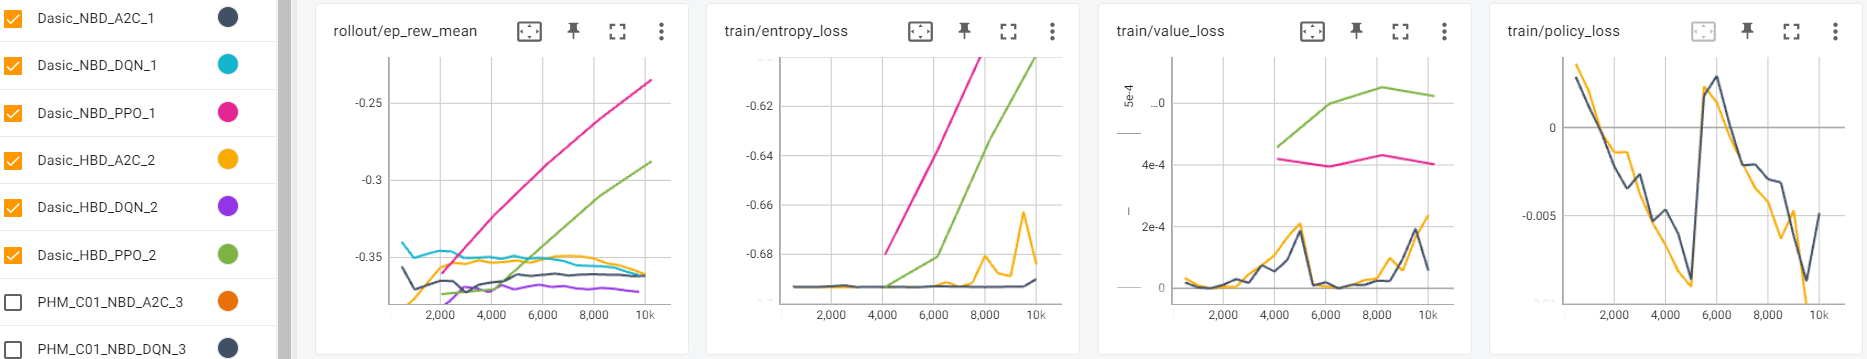 Dasic_NBD_A2C_1
Dasic_NBD_DQN_1
Dasic_NBD_PPO_1
Dasic_HBD_A2C_2
Dasic_HBD_DQN_2
Dasic_HBD_PPO_2
PHM_C01_NBD_A2C_3
PHM_C01_NBD_DQN_3
rollout/ep_rew_mean
-0.25
-0.3
-0.35
2,000 4,000 6,000 8,000 10k
train/entropy_loss
-0.62
-0.64
-0.66
-0.68
2,000 4,000 6,000 8,000 10k
train/value_loss
5e-4
...0
4e-4
2e-4
0
2,000 4,000 6,000 8,000 10k
train/policy_loss
0
-0.005
2,000 4,000 6,000 8,000 10k